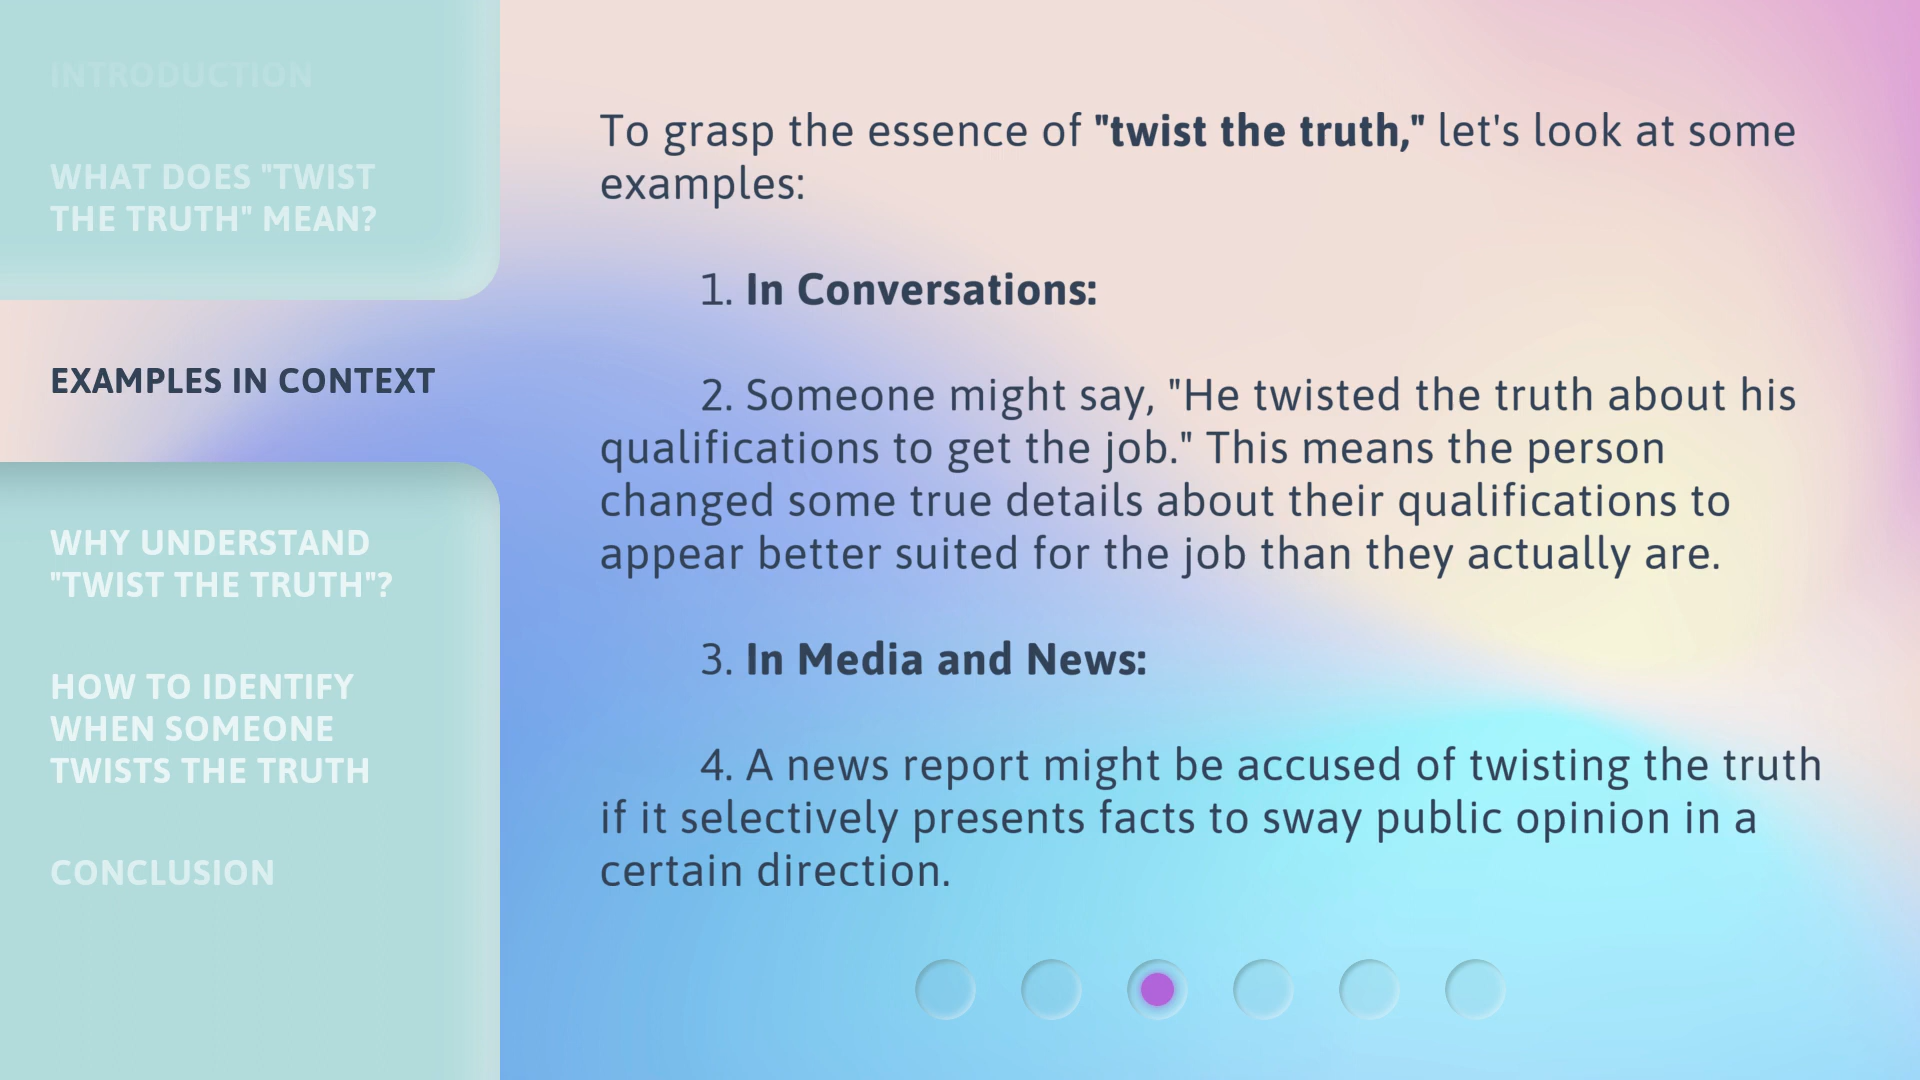 INTRODUCTION
WHAT DOES "TWIST
THE TRUTH" MEAN?
EXAMPLES IN CONTEXT
WHY UNDERSTAND
"TWIST THE TRUTH"?
HOW TO IDENTIFY
WHEN SOMEONE
TWISTS THE TRUTH
CONCLUSION
To grasp the essence of "twist the truth," let's look at some
examples:
1. In Conversations:
2. Someone might say, "He twisted the truth about his
qualifications to get the job." This means the person
changed some true details about their qualifications to
appear better suited for the job than they actually are.
3. In Media and News:
4. A news report might be accused of twisting the truth
if it selectively presents facts to sway public opinion in a
certain direction.